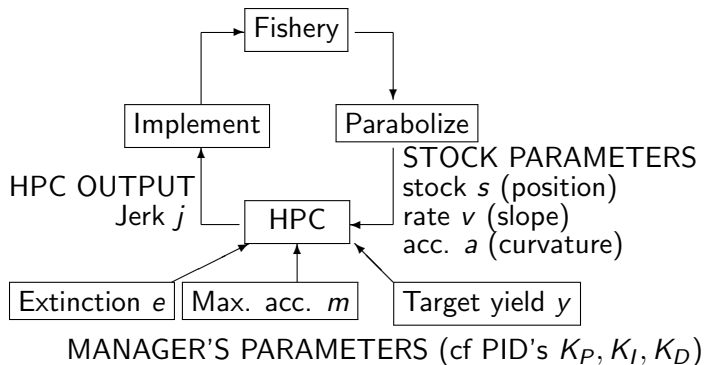 Fishery
Implement
Parabolize
STOCK PARAMETERS
HPC OUTPUT
stock s (position)
Jerk j
HPC
rate v (slope)
acc. a (curvature)
Extinction e
Max. acc. m
Target yield y
MANAGER'S PARAMETERS (cf PID's K_P, K_I, K_D)